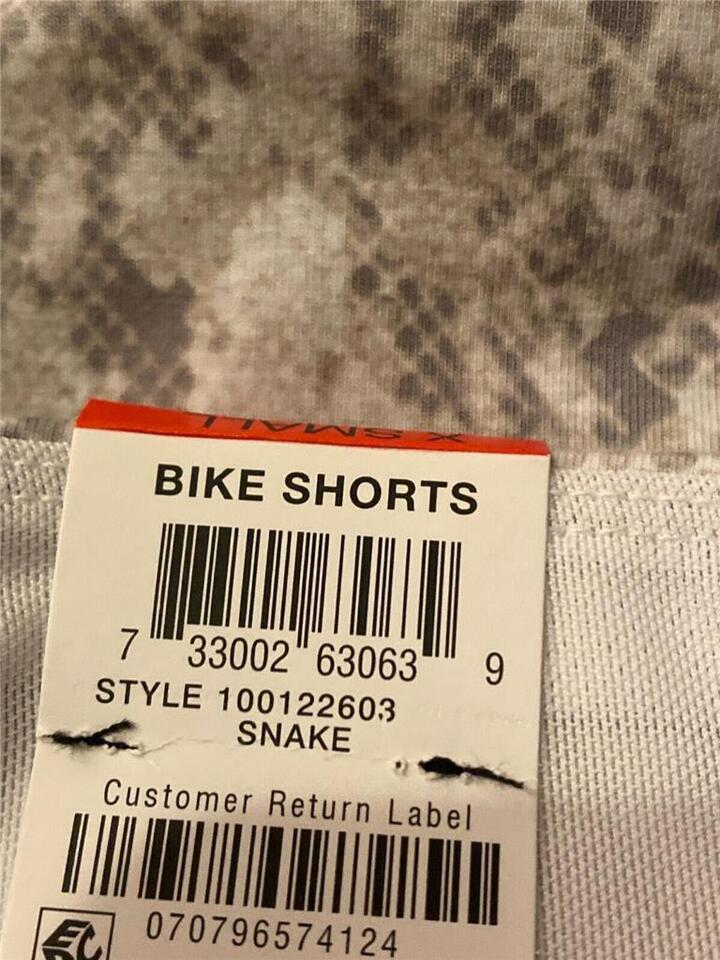 X SMALL
BIKE SHORTS
7 33002 63063 9
STYLE 100122603
SNAKE
Customer Return Label
070796574124